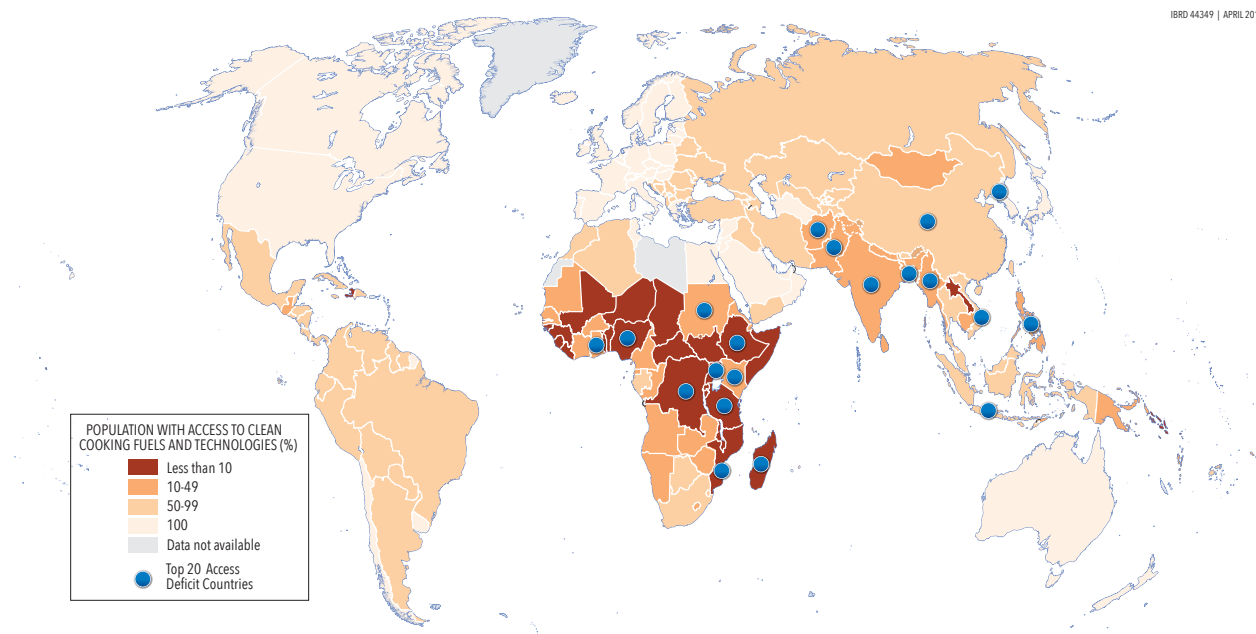 IBRD 44349 | APRIL 201
POPULATION WITH ACCESS TO CLEAN
COOKING FUELS AND TECHNOLOGIES (%)
Less than 10
10-49
50-99
100
Data not available
Top 20 Access
Deficit Countries